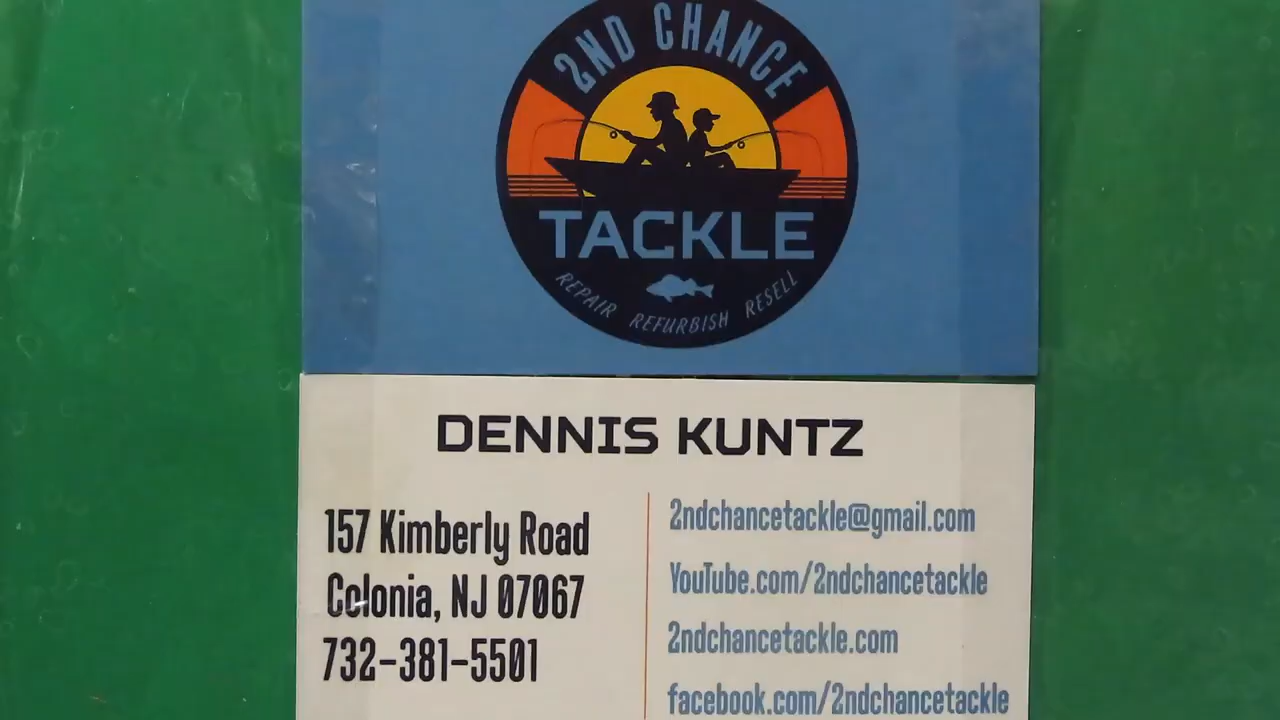 2ND CHANCE
TACKLE
REPAIR REFURBISH RESELL
DENNIS KUNTZ
157 Kimberly Road
Colonia, NJ 07067
732-381-5501
2ndchancetackle@gmail.com
YouTube.com/2ndchancetackle
2ndchancetackle.com
facebook.com/2ndchancetackle